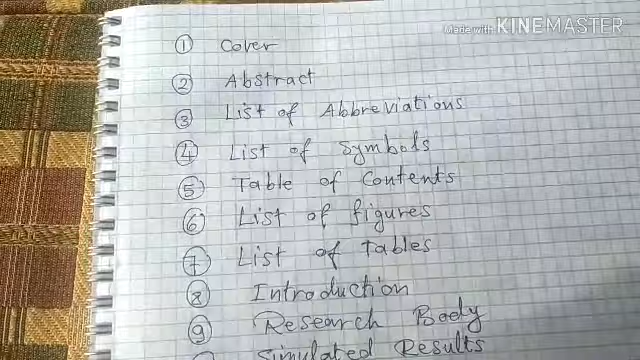 Made with KINEMASTER
① Cover
② Abstract
③ List of Abbreviations
④ List of Symbols
⑤ Table of Contents
⑥ List of figures
⑦ List of Tables
⑧ Introduction
⑨ Research Body
Simulated Results